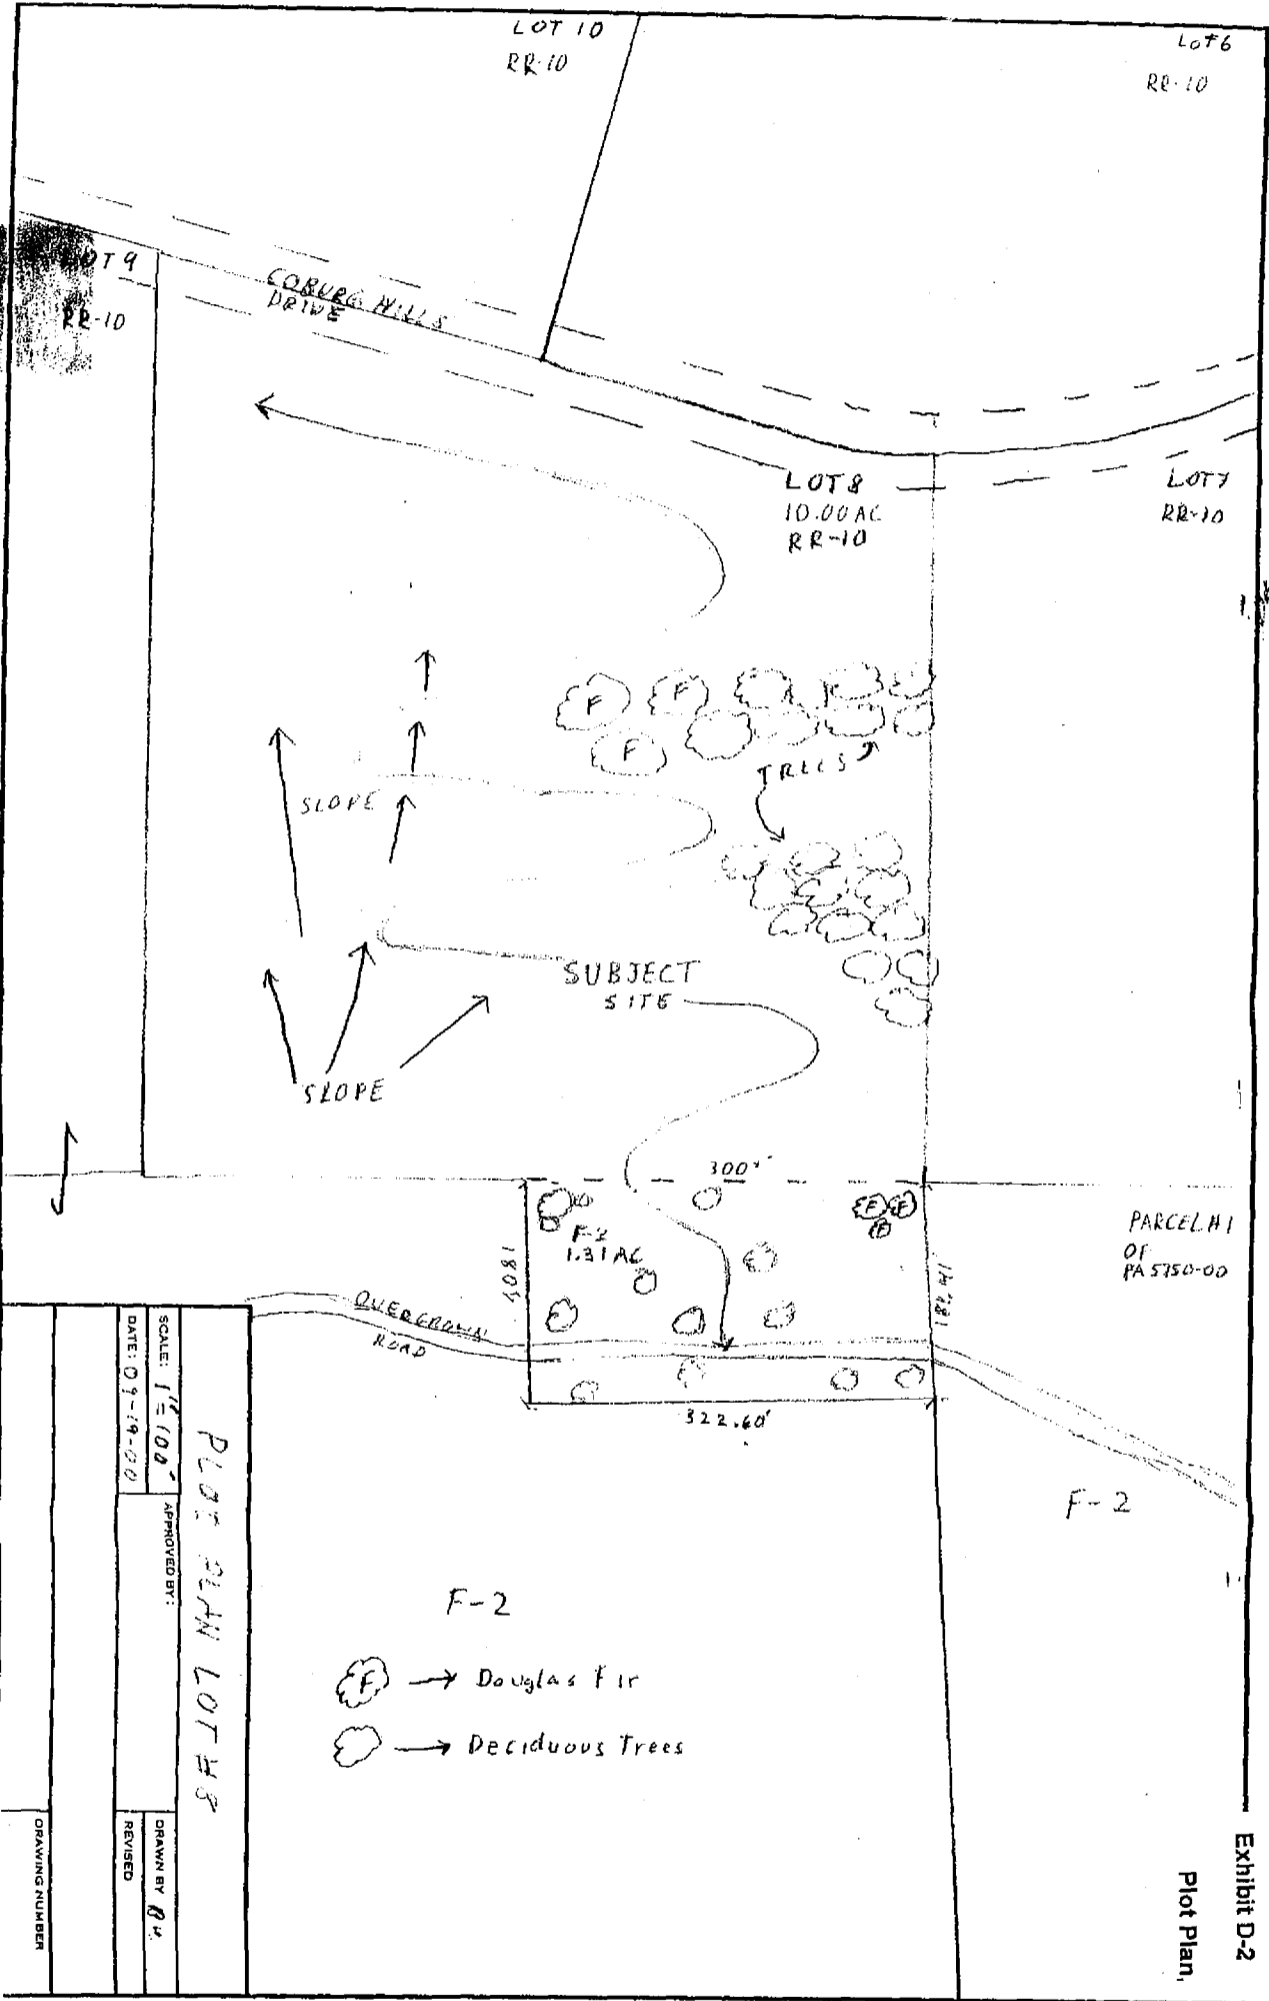 LOT 10
RR-10
LOT 6
RR-10
LOT 9
RR-10
COBURG HILLS
DRIVE
LOT 8
10.00 AC
RR-10
LOT 7
RR-10
F
F
F
TREES
SLOPE
SUBJECT
SITE
SLOPE
300'
F
F
F
1.31 AC
PARCEL #1
OF
PA 5750-00
OVERGROWN
ROAD
322.60'
F-2
F-2
F → Douglas Fir
→ Deciduous Trees
PLOT PLAN LOT #8
SCALE: 1"=100'
APPROVED BY:
DRAWN BY
DATE: 09-19-00
REVISED
DRAWING NUMBER
Exhibit D-2
Plot Plan,